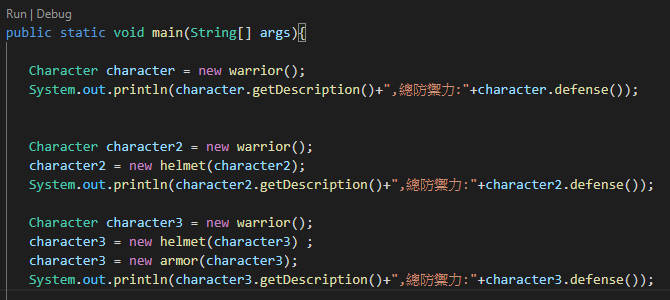 Run | Debug
public static void main(String[] args){
Character character = new warrior();
System.out.println(character.getDescription()+",總防禦力:"+character.defense());
Character character2 = new warrior();
character2 = new helmet(character2);
System.out.println(character2.getDescription()+",總防禦力:"+character2.defense());
Character character3 = new warrior();
character3 = new helmet(character3) ;
character3 = new armor(character3);
System.out.println(character3.getDescription()+",總防禦力:"+character3.defense());